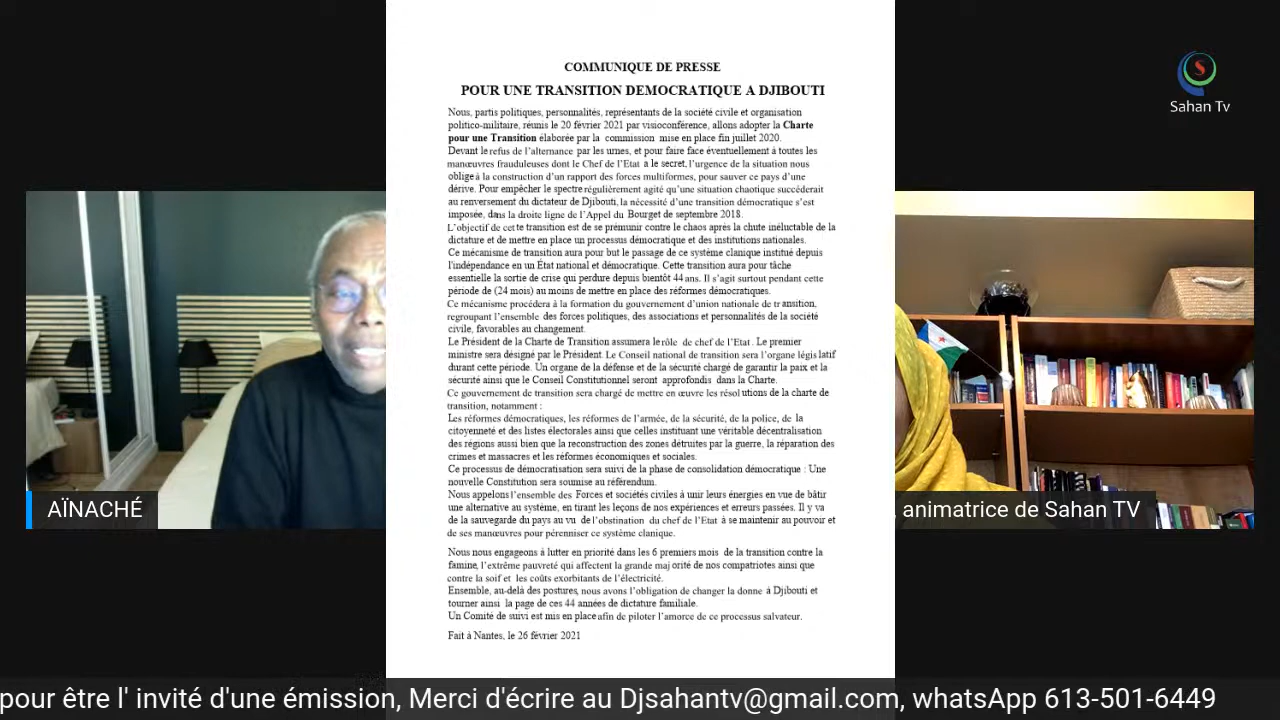 COMMUNIQUE DE PRESSE
POUR UNE TRANSITION DEMOCRATIQUE A DJIBOUTI
Nous, partis politiques, personnalités, représentants de la société civile et organisation
politico-militaire, réunis le 20 février 2021 par visioconférence, allons adopter la Charte
pour une Transition élaborée par la commission mise en place fin juillet 2020.
Devant le refus de l'alternance par les urnes, et pour faire face éventuellement à toutes les
manœuvres frauduleuses dont le Chef de l'Etat a le secret, l'urgence de la situation nous
oblige à la construction d'un rapport des forces multiformes, pour sauver ce pays d'une
dérive. Pour empêcher le spectre régulièrement agité qu'une situation chaotique succéderait
au renversement du dictateur de Djibouti, la nécessité d'une transition démocratique s'est
imposée, dans la droite ligne de l'Appel du Bourget de septembre 2018.
L'objectif de cette transition est de se prémunir contre le chaos après la chute inéluctable de la
dictature et de mettre en place un processus démocratique et des institutions nationales.
Ce mécanisme de transition aura pour but le passage de ce système clanique institué depuis
l'indépendance en un État national et démocratique. Cette transition aura pour tâche
essentielle la sortie de crise qui perdure depuis bientôt 44 ans. Il s'agit surtout pendant cette
période de (24 mois) au moins de mettre en place des réformes démocratiques.
Ce mécanisme procédera à la formation du gouvernement d'union nationale de transition,
regroupant l'ensemble des forces politiques, des associations et personnalités de la société
civile, favorables au changement.
Le Président de la Charte de Transition assumera le rôle de chef de l'Etat. Le premier
ministre sera désigné par le Président. Le Conseil national de transition sera l'organe législatif
durant cette période. Un organe de la défense et de la sécurité chargé de garantir la paix et la
sécurité ainsi que le Conseil Constitutionnel seront approfondis dans la Charte.
Ce gouvernement de transition sera chargé de mettre en œuvre les résolutions de la charte de
transition, notamment :
Les réformes démocratiques, les réformes de l'armée, de la sécurité, de la police, de la
citoyenneté et des listes électorales ainsi que celles instituant une véritable décentralisation
des régions aussi bien que la reconstruction des zones détruites par la guerre, la réparation des
crimes et massacres et les réformes économiques et sociales.
Ce processus de démocratisation sera suivi de la phase de consolidation démocratique : Une
nouvelle Constitution sera soumise au référendum.
Nous appelons l'ensemble des Forces et sociétés civiles à unir leurs énergies en vue de bâtir
une alternative au système, en tirant les leçons de nos expériences et erreurs passées. Il y va
de la sauvegarde du pays au vu de l'obstination du chef de l'Etat à se maintenir au pouvoir et
de ses manœuvres pour pérenniser ce système clanique.
Nous nous engageons à lutter en priorité dans les 6 premiers mois de la transition contre la
famine, l'extrême pauvreté qui affectent la grande majorité de nos compatriotes ainsi que
contre la soif et les coûts exorbitants de l'électricité.
Ensemble, au-delà des postures, nous avons l'obligation de changer la donne à Djibouti et
tourner ainsi la page de ces 44 années de dictature familiale.
Un Comité de suivi est mis en place afin de piloter l'amorce de ce processus salvateur.
Fait à Nantes, le 26 février 2021
S
Sahan Tv
AÏNACHÉ
animatrice de Sahan TV
pour être l' invité d'une émission, Merci d'écrire au Djsahantv@gmail.com, whatsApp 613-501-6449